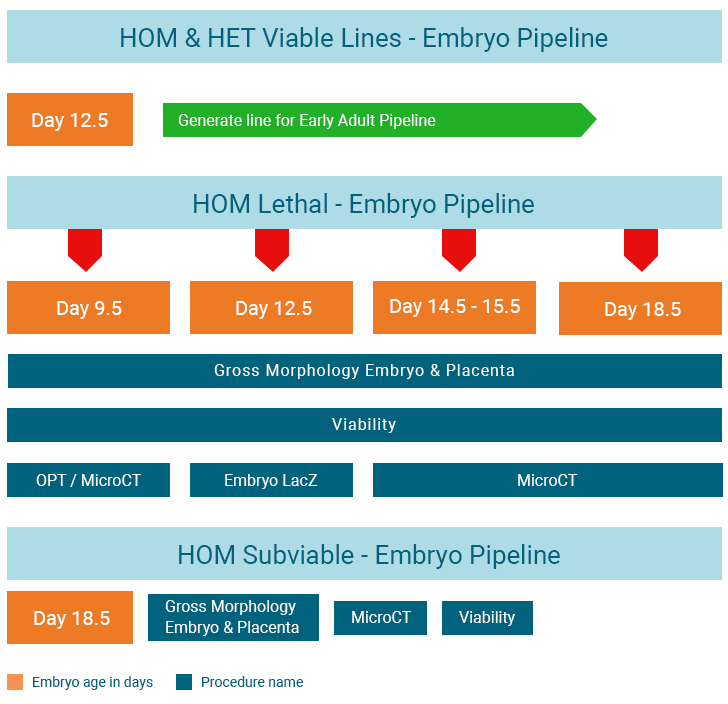 HOM & HET Viable Lines - Embryo Pipeline
Day 12.5
Generate line for Early Adult Pipeline
HOM Lethal - Embryo Pipeline
Day 9.5
Day 12.5
Day 14.5 - 15.5
Day 18.5
Gross Morphology Embryo & Placenta
Viability
OPT / MicroCT
Embryo LacZ
MicroCT
HOM Subviable - Embryo Pipeline
Day 18.5
Gross Morphology
Embryo & Placenta
MicroCT
Viability
Embryo age in days
Procedure name